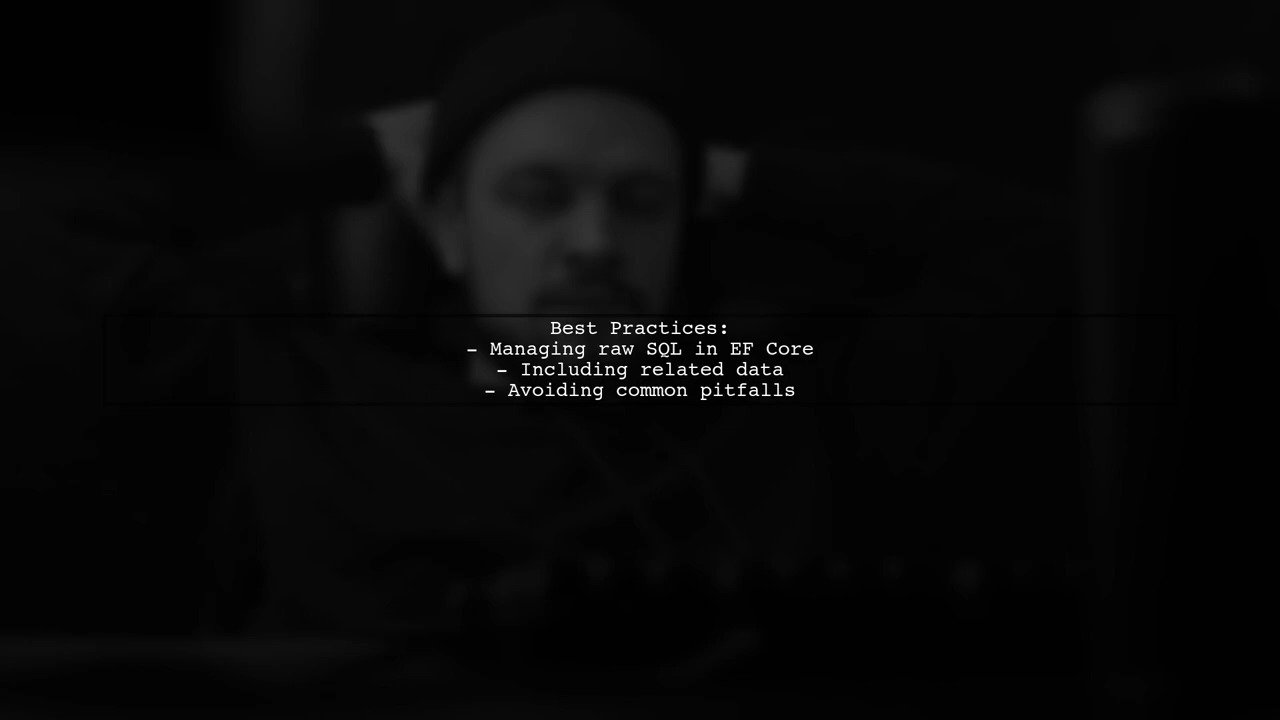 Best Practices:
- Managing raw SQL in EF Core
- Including related data
- Avoiding common pitfalls